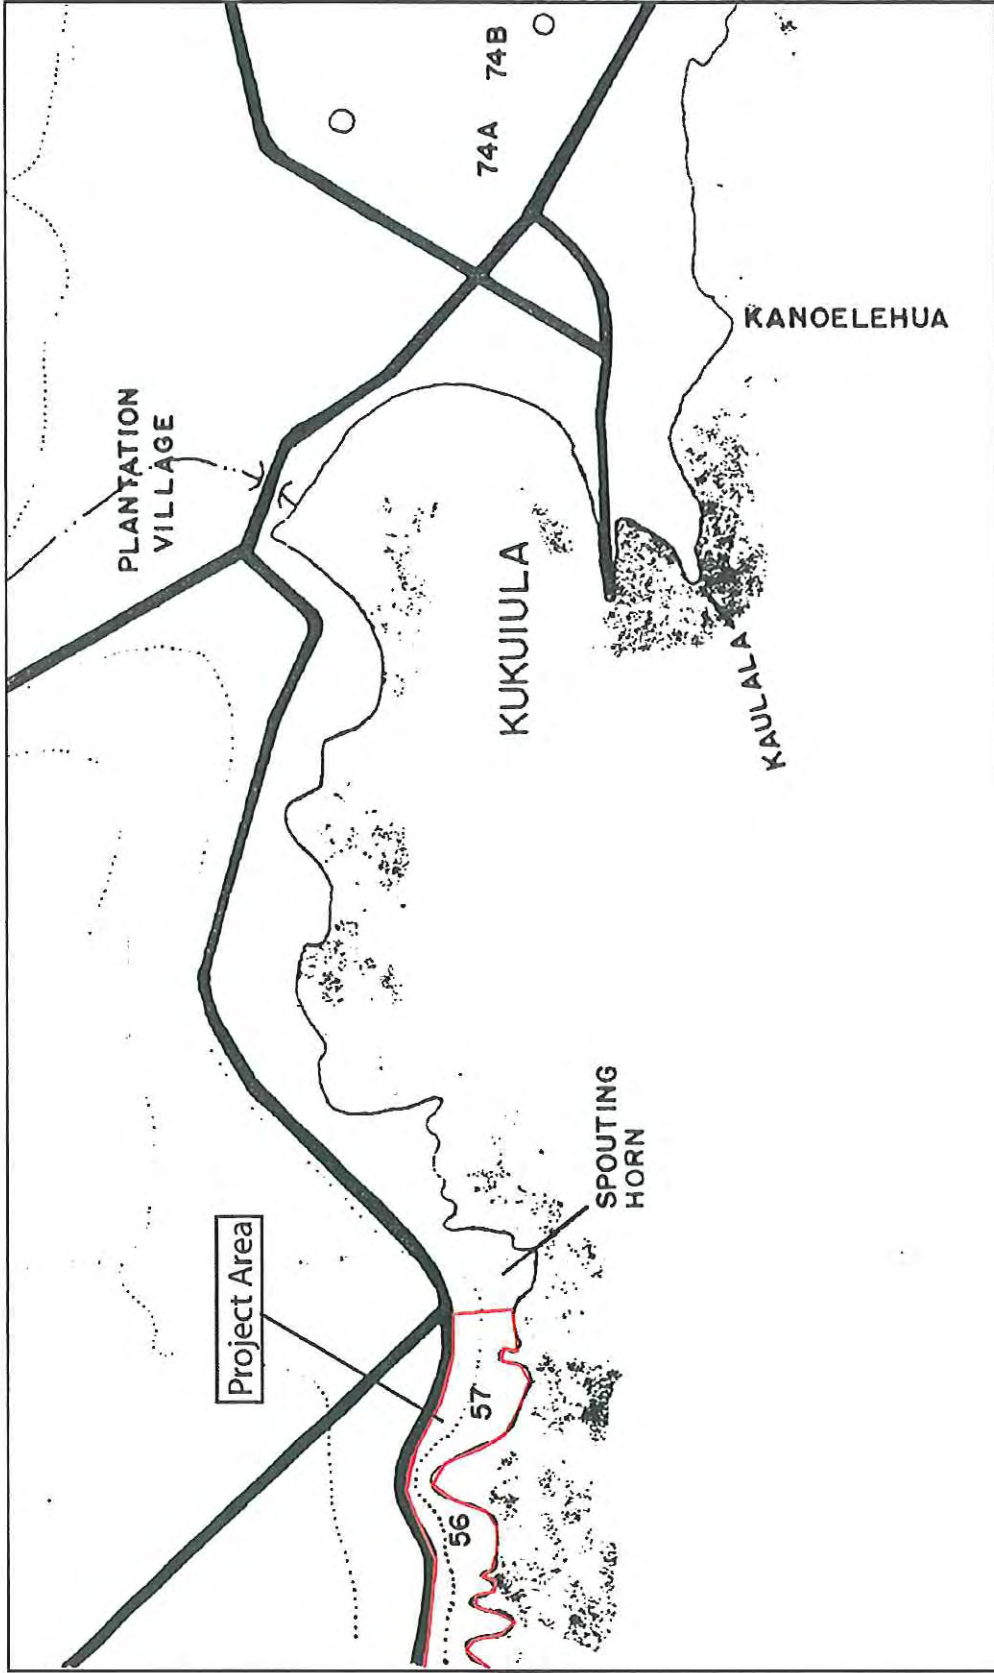 Project Area
56
57
SPOUTING
HORN
PLANTATION
VILLAGE
KUKUIULA
KAULALA
KANOELEHUA
74A
74B